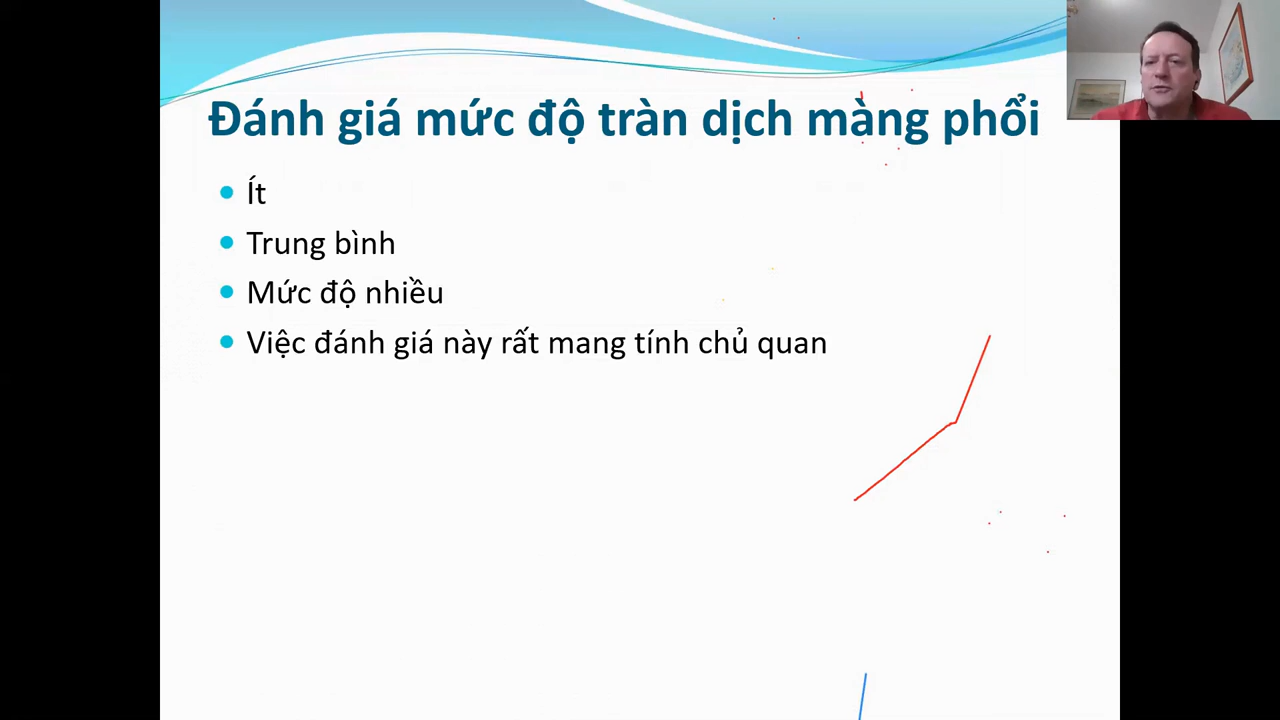 Đánh giá mức độ tràn dịch màng phổi
Ít
Trung bình
Mức độ nhiều
Việc đánh giá này rất mang tính chủ quan